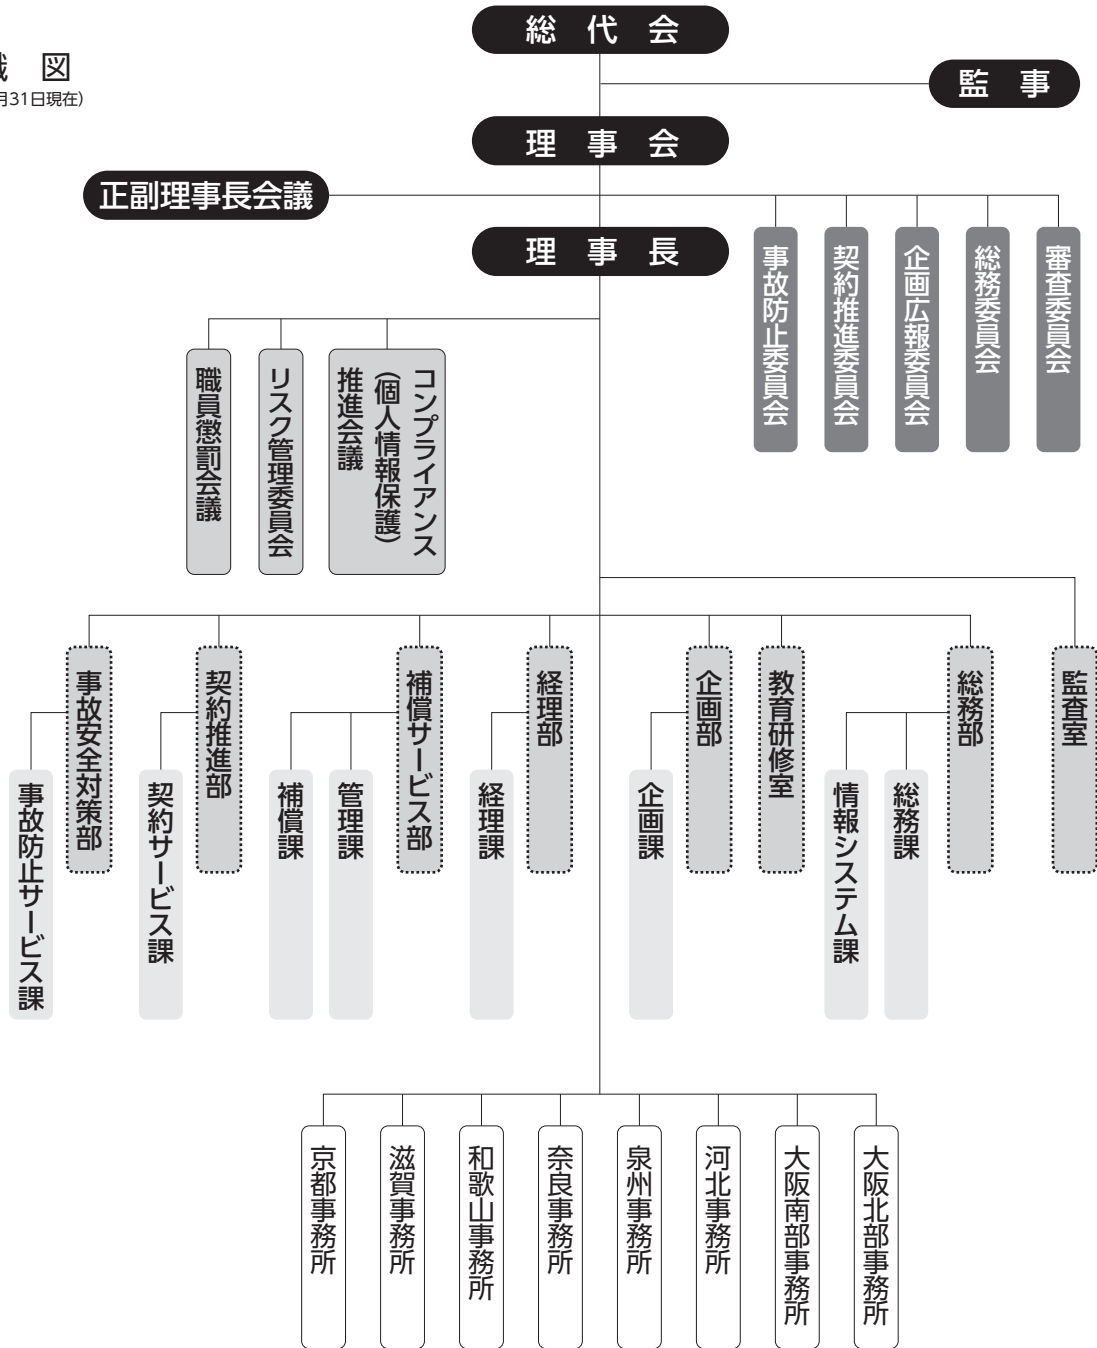 図
月31日現在)
総代会
監事
理事会
正副理事長会議
理事長
審査委員会
総務委員会
企画広報委員会
契約推進委員会
事故防止委員会
コンプライアンス
(個人情報保護)
推進会議
リスク管理委員会
職員懲罰会議
監査室
総務部
教育研修室
企画部
経理部
補償サービス部
契約推進部
事故安全対策部
総務課
情報システム課
企画課
経理課
管理課
補償課
契約サービス課
事故防止サービス課
大阪北部事務所
大阪南部事務所
河北事務所
泉州事務所
奈良事務所
和歌山事務所
滋賀事務所
京都事務所